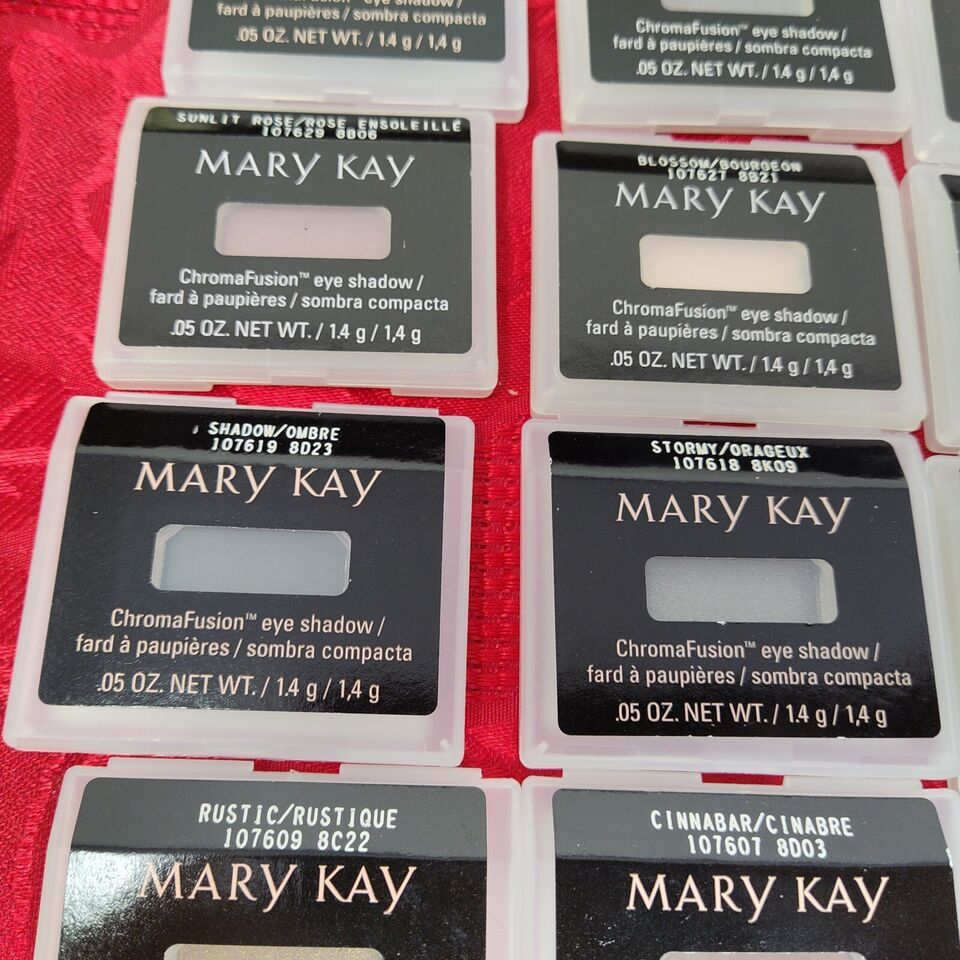 fard à paupières / sombra compacta
.05 OZ. NET WT. / 1.4 g / 1,4 g
ChromaFusion™ eye shadow /
fard à paupières / sombra compacta
.05 OZ. NET WT. / 1.4 g / 1,4 g
SUNLIT ROSE/ROSE ENSOLEILLÉ
107629 8B06
MARY KAY
ChromaFusion™ eye shadow /
fard à paupières / sombra compacta
.05 OZ. NET WT. / 1.4 g / 1,4 g
BLOSSOM/BOURGEON
107627 8B21
MARY KAY
ChromaFusion™ eye shadow /
fard à paupières / sombra compacta
.05 OZ. NET WT. / 1.4 g / 1,4 g
SHADOW/OMBRE
107619 8D23
MARY KAY
ChromaFusion™ eye shadow /
fard à paupières / sombra compacta
.05 OZ. NET WT. / 1.4 g / 1,4 g
STORMY/ORAGEUX
107618 8K09
MARY KAY
ChromaFusion™ eye shadow /
fard à paupières / sombra compacta
.05 OZ. NET WT. / 1.4 g / 1,4 g
RUSTIC/RUSTIQUE
107609 8C22
MARY KAY
CINNABAR/CINABRE
107607 8D03
MARY KAY